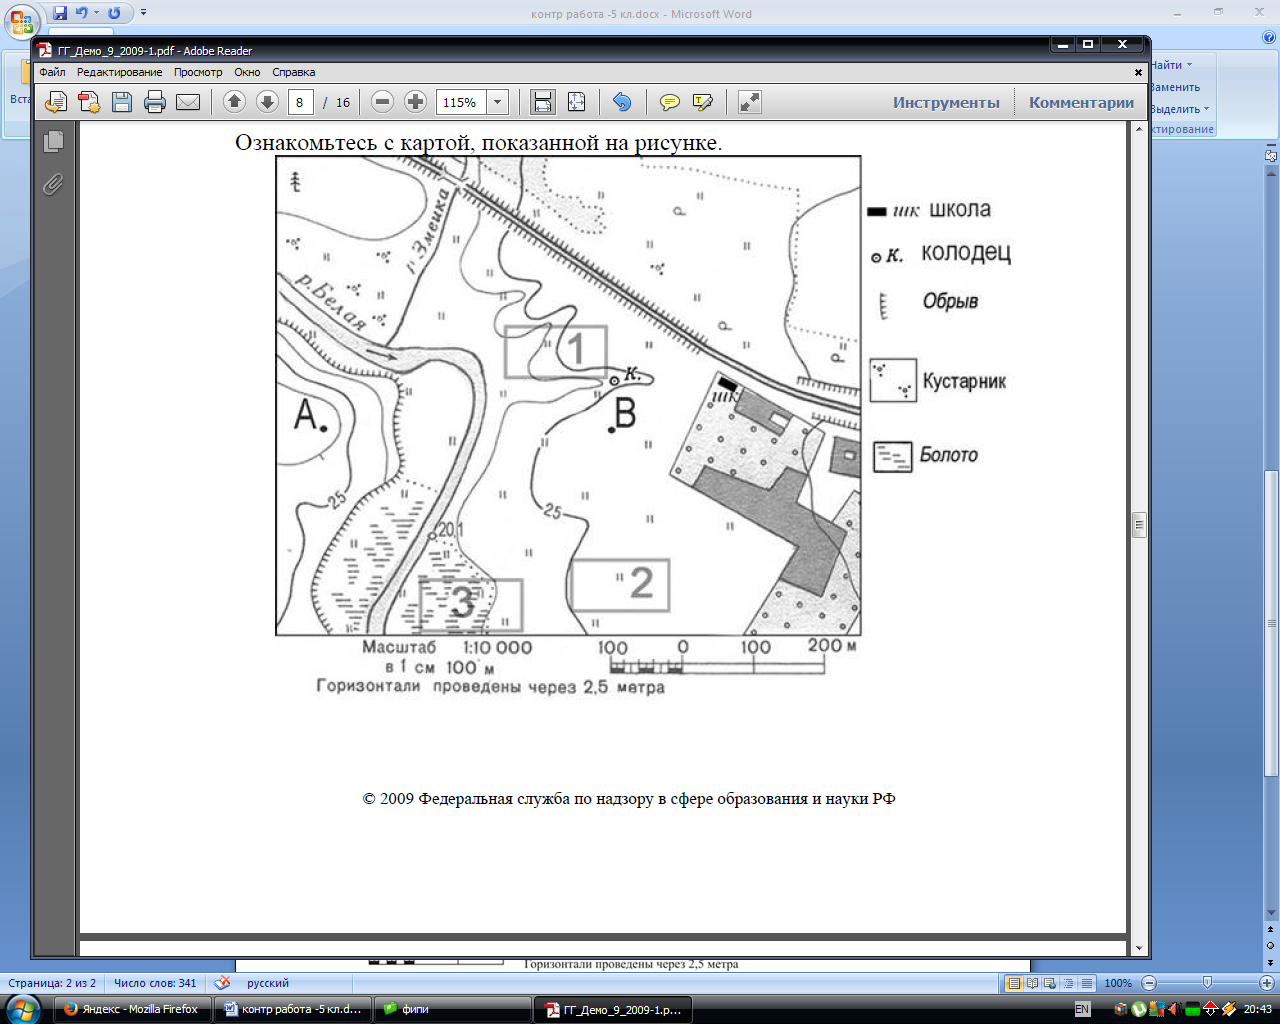 контр работа -5 кл.docx - Microsoft Word
ГГ_Демо_9_2009-1.pdf - Adobe Reader
Файл Редактирование Просмотр Окно Справка
8 / 16 115% Инструменты Комментарии
Вста
Найти
Заменить
Выделить
ктирование
Ознакомьтесь с картой, показанной на рисунке.
р. Змейка
р. Белая
1
К.
А
В
шк
25
25
20,1
2
3
шк школа
К. колодец
Обрыв
Кустарник
Болото
Масштаб 1:10 000
в 1 см 100 м
100 0 100 200 м
Горизонтали проведены через 2,5 метра
© 2009 Федеральная служба по надзору в сфере образования и науки РФ
Горизонтали проведены через 2,5 метра
Страница: 2 из 2 Число слов: 341 русский 100%
Яндекс - Mozilla Firefox контр работа -5 кл.d... фипи ГГ_Демо_9_2009-1.p... EN 20:43